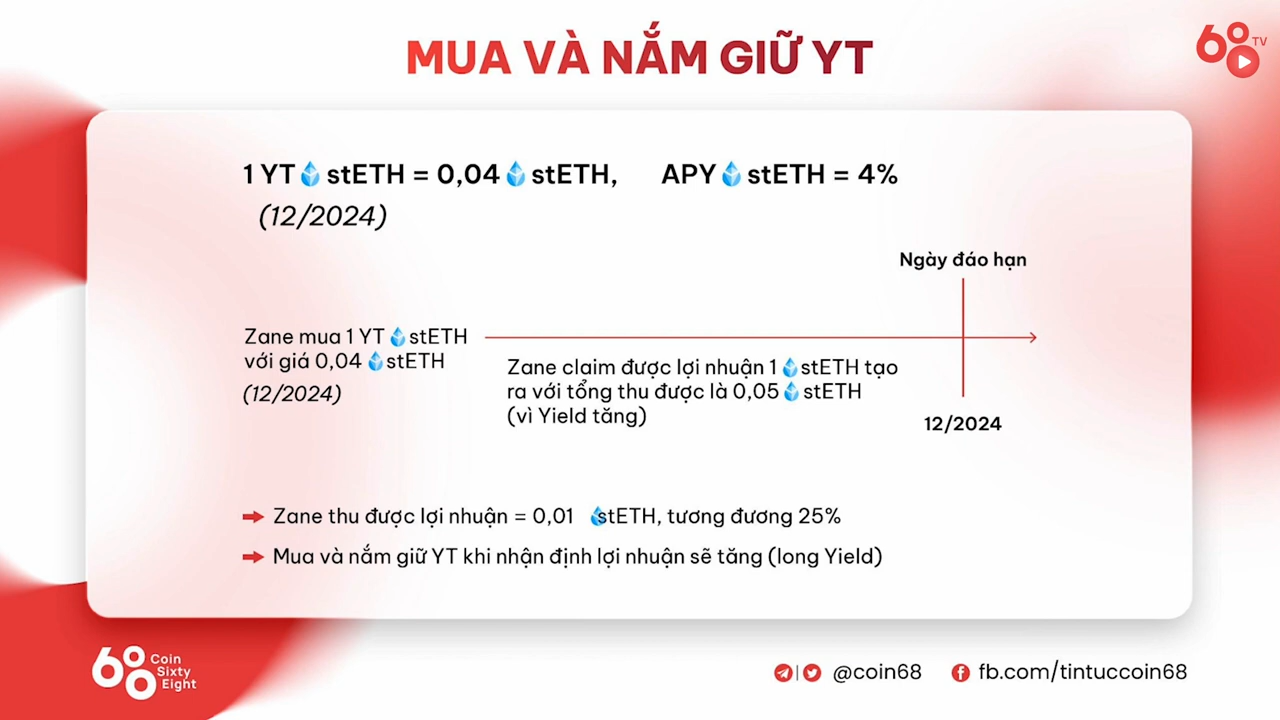 MUA VÀ NẮM GIỮ YT
68 TV
1 YT stETH = 0,04 stETH, APY stETH = 4%
(12/2024)
Ngày đáo hạn
Zane mua 1 YT stETH
với giá 0,04 stETH
(12/2024)
Zane claim được lợi nhuận 1 stETH tạo
ra với tổng thu được là 0,05 stETH
(vì Yield tăng)
12/2024
Zane thu được lợi nhuận = 0,01 stETH, tương đương 25%
Mua và nắm giữ YT khi nhận định lợi nhuận sẽ tăng (long Yield)
68 Coin
Sixty
Eight
@coin68
fb.com/tintuccoin68